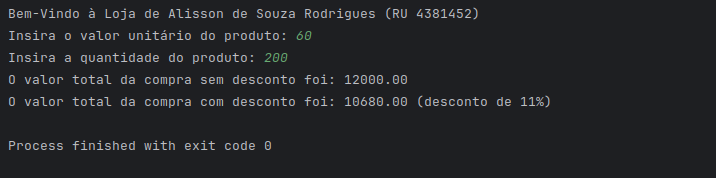 Bem-Vindo à Loja de Alisson de Souza Rodrigues (RU 4381452)
Insira o valor unitário do produto: 60
Insira a quantidade do produto: 200
O valor total da compra sem desconto foi: 12000.00
O valor total da compra com desconto foi: 10680.00 (desconto de 11%)
Process finished with exit code 0